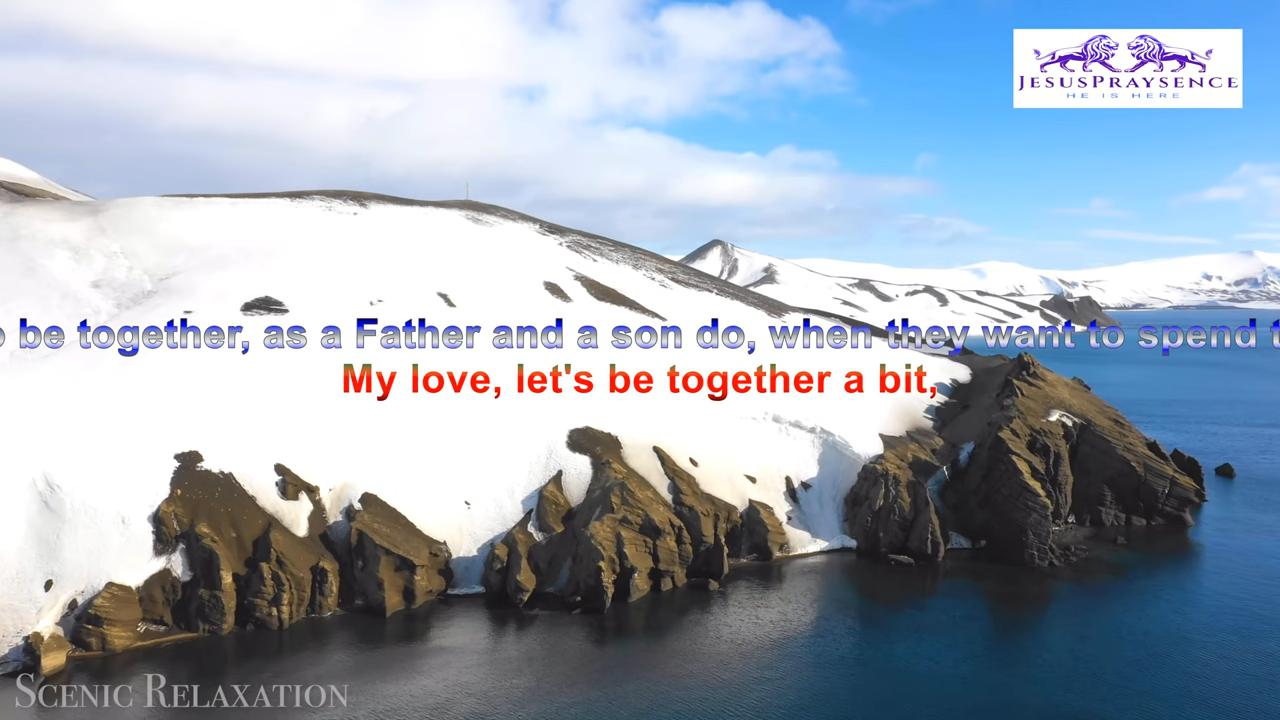 JESUSPRAYSENCE
HE IS HERE
be together, as a Father and a son do, when they want to spend
My love, let's be together a bit,
SCENIC RELAXATION